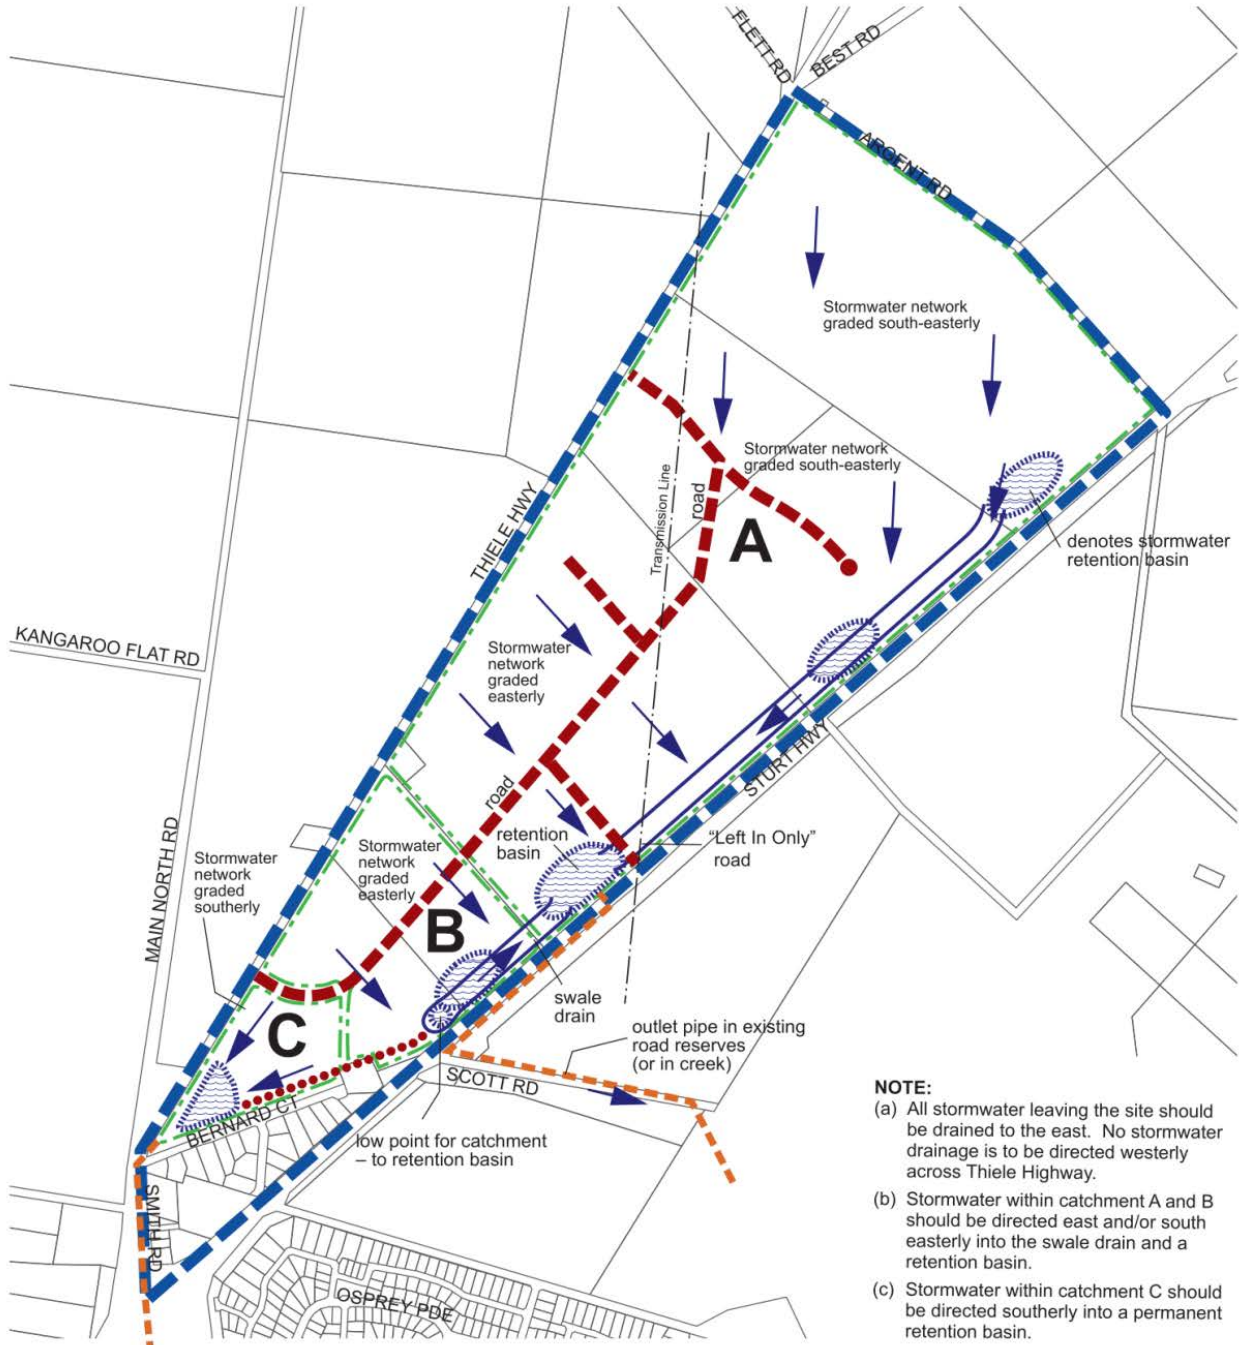 FLETT RD
BEST RD
ARGENT RD
Stormwater network
graded south-easterly
Stormwater network
graded south-easterly
Transmission Line
road
A
denotes stormwater
retention basin
THIELE HWY
KANGAROO FLAT RD
Stormwater
network
graded
easterly
STURT HWY
MAIN NORTH RD
road
retention
basin
"Left In Only"
road
Stormwater
network
graded
southerly
Stormwater
network
graded
easterly
B
swale
drain
C
outlet pipe in existing
road reserves
(or in creek)
SCOTT RD
BERNARD CT
low point for catchment
– to retention basin
SMITH RD
OSPREY PDE
NOTE:
(a) All stormwater leaving the site should
be drained to the east. No stormwater
drainage is to be directed westerly
across Thiele Highway.
(b) Stormwater within catchment A and B
should be directed east and/or south
easterly into the swale drain and a
retention basin.
(c) Stormwater within catchment C should
be directed southerly into a permanent
retention basin.